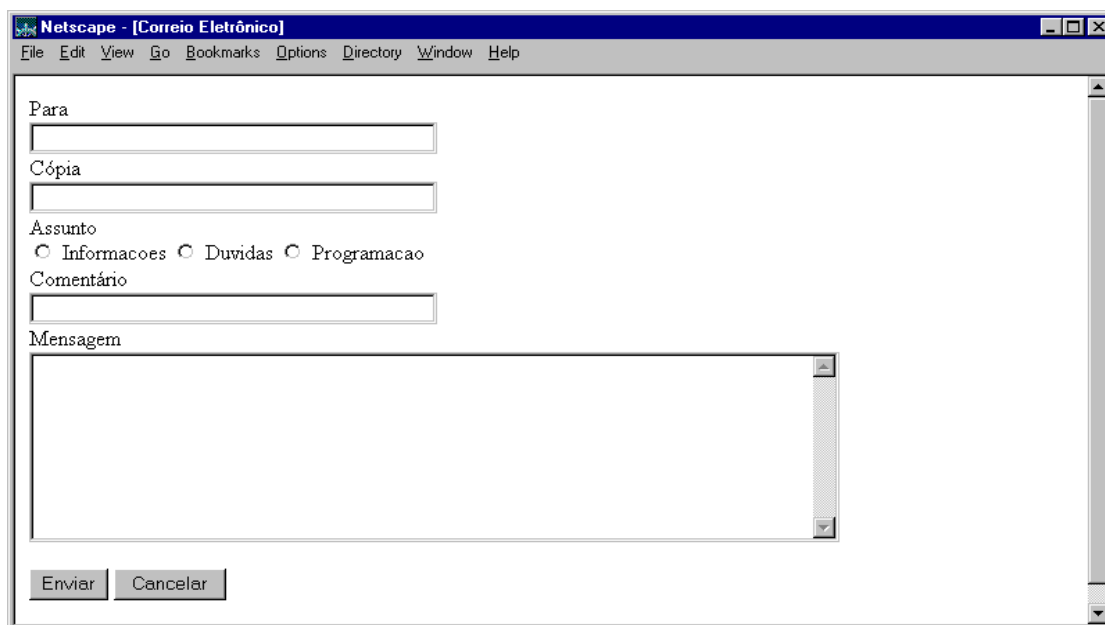 Netscape - [Correio Eletrônico]
File Edit View Go Bookmarks Options Directory Window Help
Para
Cópia
Assunto
Informacoes Duvidas Programacao
Comentário
Mensagem
Enviar Cancelar